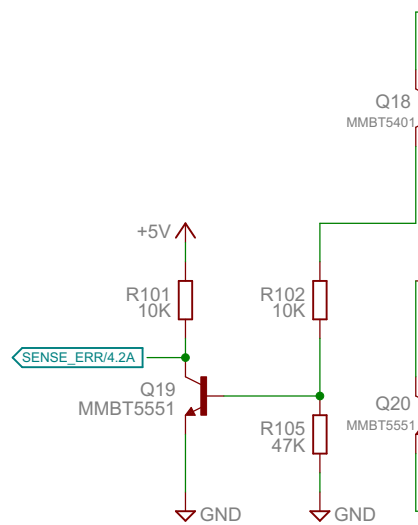 Q18
MMBT5401
+5V
R101
10K
R102
10K
SENSE_ERR/4.2A
Q19
MMBT5551
R105
47K
Q20
MMBT5551
GND
GND